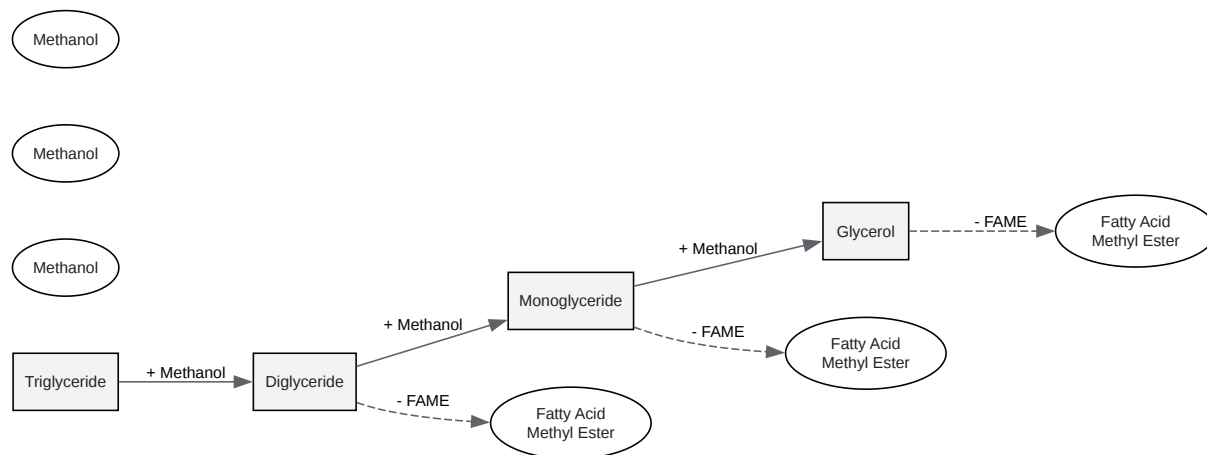 Methanol
Methanol
Methanol
Triglyceride
+ Methanol
Diglyceride
+ Methanol
- FAME
Fatty Acid
Methyl Ester
Monoglyceride
+ Methanol
- FAME
Fatty Acid
Methyl Ester
Glycerol
- FAME
Fatty Acid
Methyl Ester